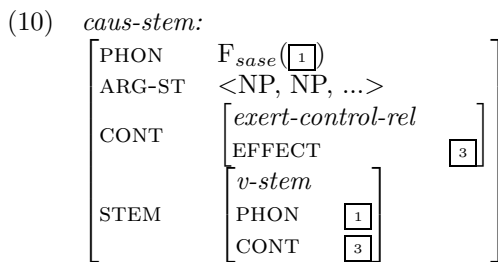 (10) caus-stem:
PHON F_sase(1)
ARG-ST <NP, NP, ...>
CONT exert-control-rel
EFFECT 3
STEM v-stem
PHON 1
CONT 3